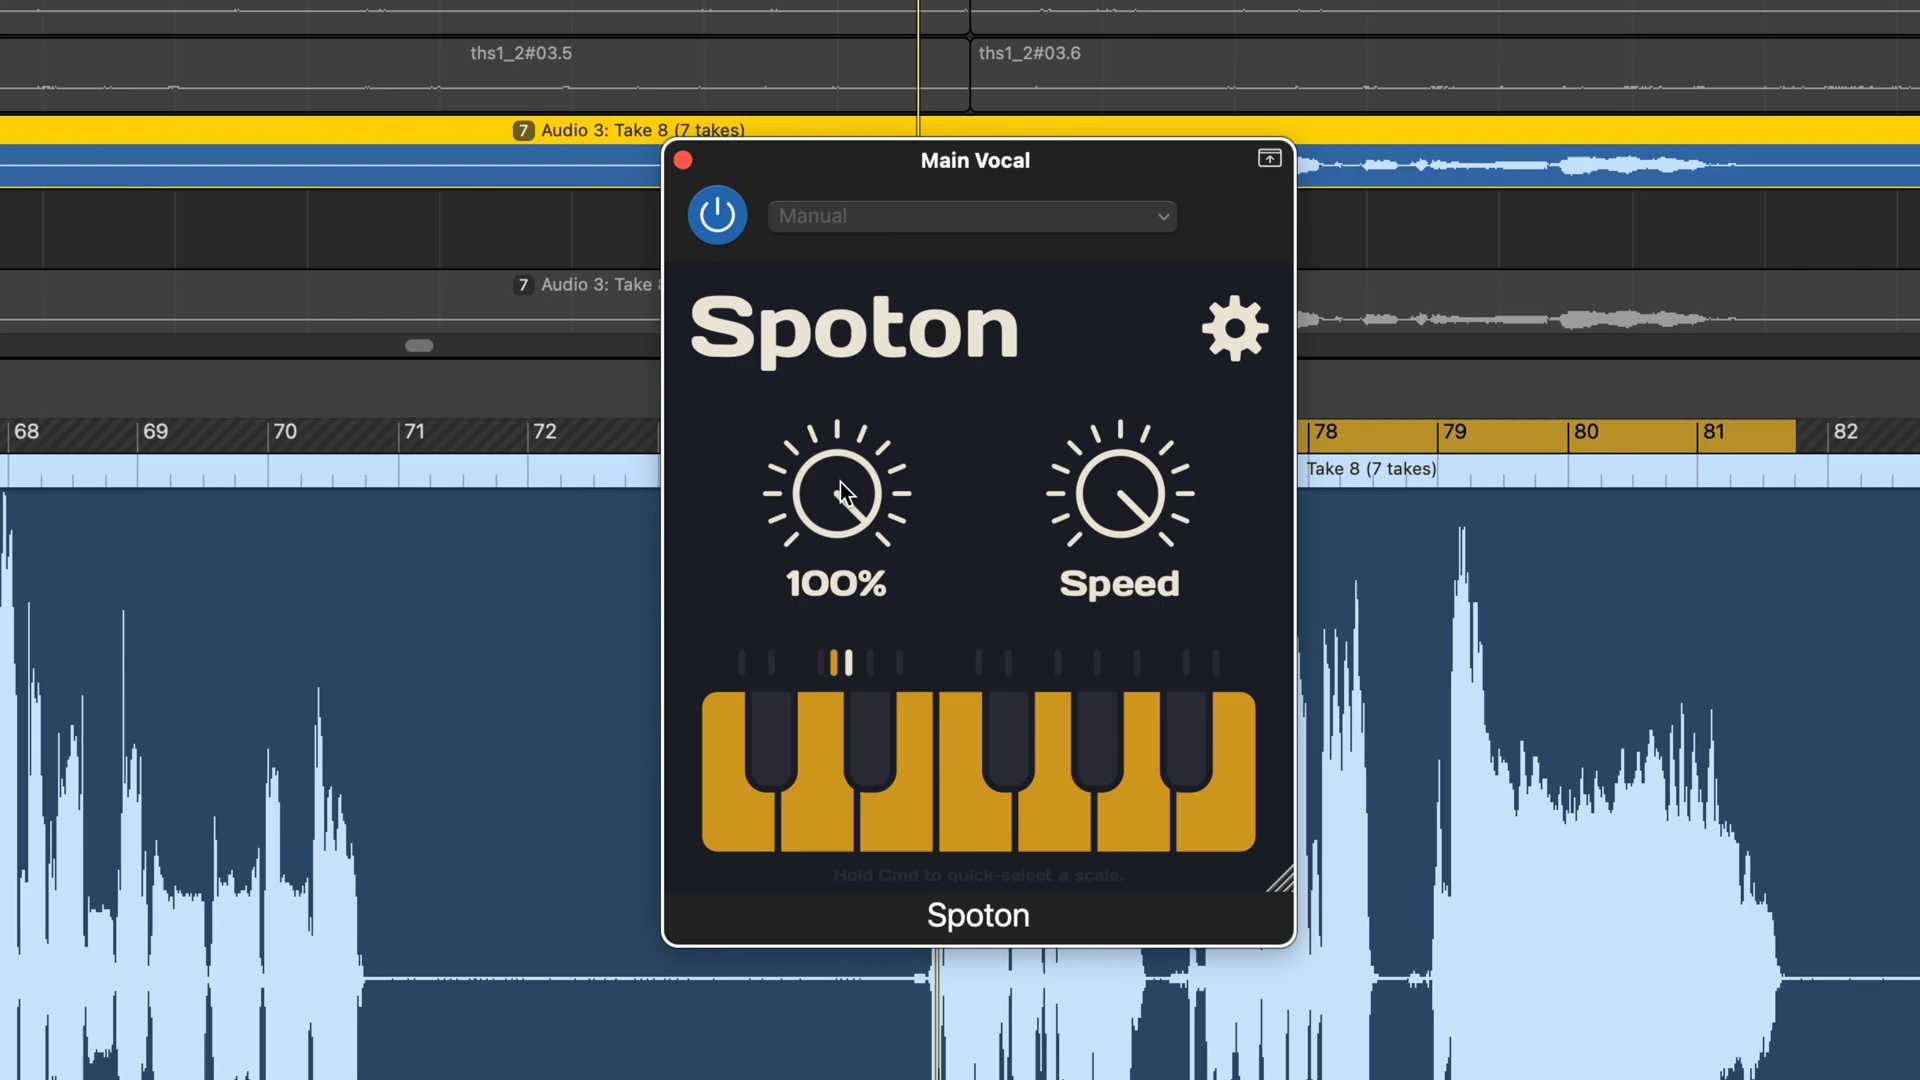 ths1_2#03.5
ths1_2#03.6
7 Audio 3: Take 8 (7 takes)
Main Vocal
Manual
7 Audio 3: Take
Spoton
68
69
70
71
72
78
79
80
81
82
Take 8 (7 takes)
100%
Speed
Hold Cmd to quick-select a scale.
Spoton